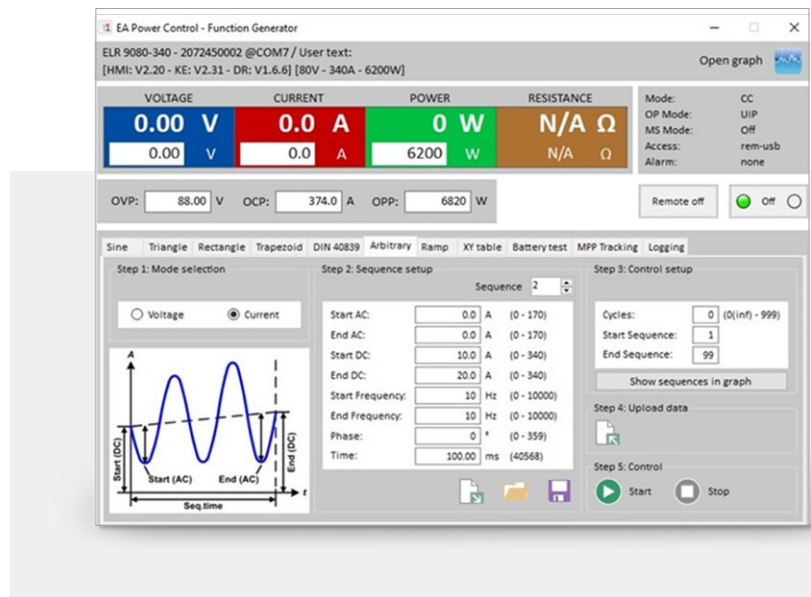 EA Power Control - Function Generator
ELR 9080-340 - 2072450002 @COM7 / User text:
[HMI: V2.20 - KE: V2.31 - DR: V1.6.6] [80V - 340A - 6200W]
Open graph
VOLTAGE CURRENT POWER RESISTANCE
0.00 V 0.0 A 0 W N/A Ω
0.00 V 0.0 A 6200 W N/A Ω
Mode: CC
OP Mode: UIP
MS Mode: Off
Access: rem-usb
Alarm: none
OVP: 88.00 V OCP: 374.0 A OPP: 6820 W
Remote off Off
Sine Triangle Rectangle Trapezoid DIN 40839 Arbitrary Ramp XY table Battery test MPP Tracking Logging
Step 1: Mode selection
Voltage Current
A
Start (DC)
Start (AC) End (AC)
End (DC)
t
Seq.time
Step 2: Sequence setup
Sequence 2
Start AC: 0.0 A (0 - 170)
End AC: 0.0 A (0 - 170)
Start DC: 10.0 A (0 - 340)
End DC: 20.0 A (0 - 340)
Start Frequency: 10 Hz (0 - 10000)
End Frequency: 10 Hz (0 - 10000)
Phase: 0 ° (0 - 359)
Time: 100.00 ms (40568)
Step 3: Control setup
Cycles: 0 (0(inf) - 999)
Start Sequence: 1
End Sequence: 99
Show sequences in graph
Step 4: Upload data
Step 5: Control
Start Stop